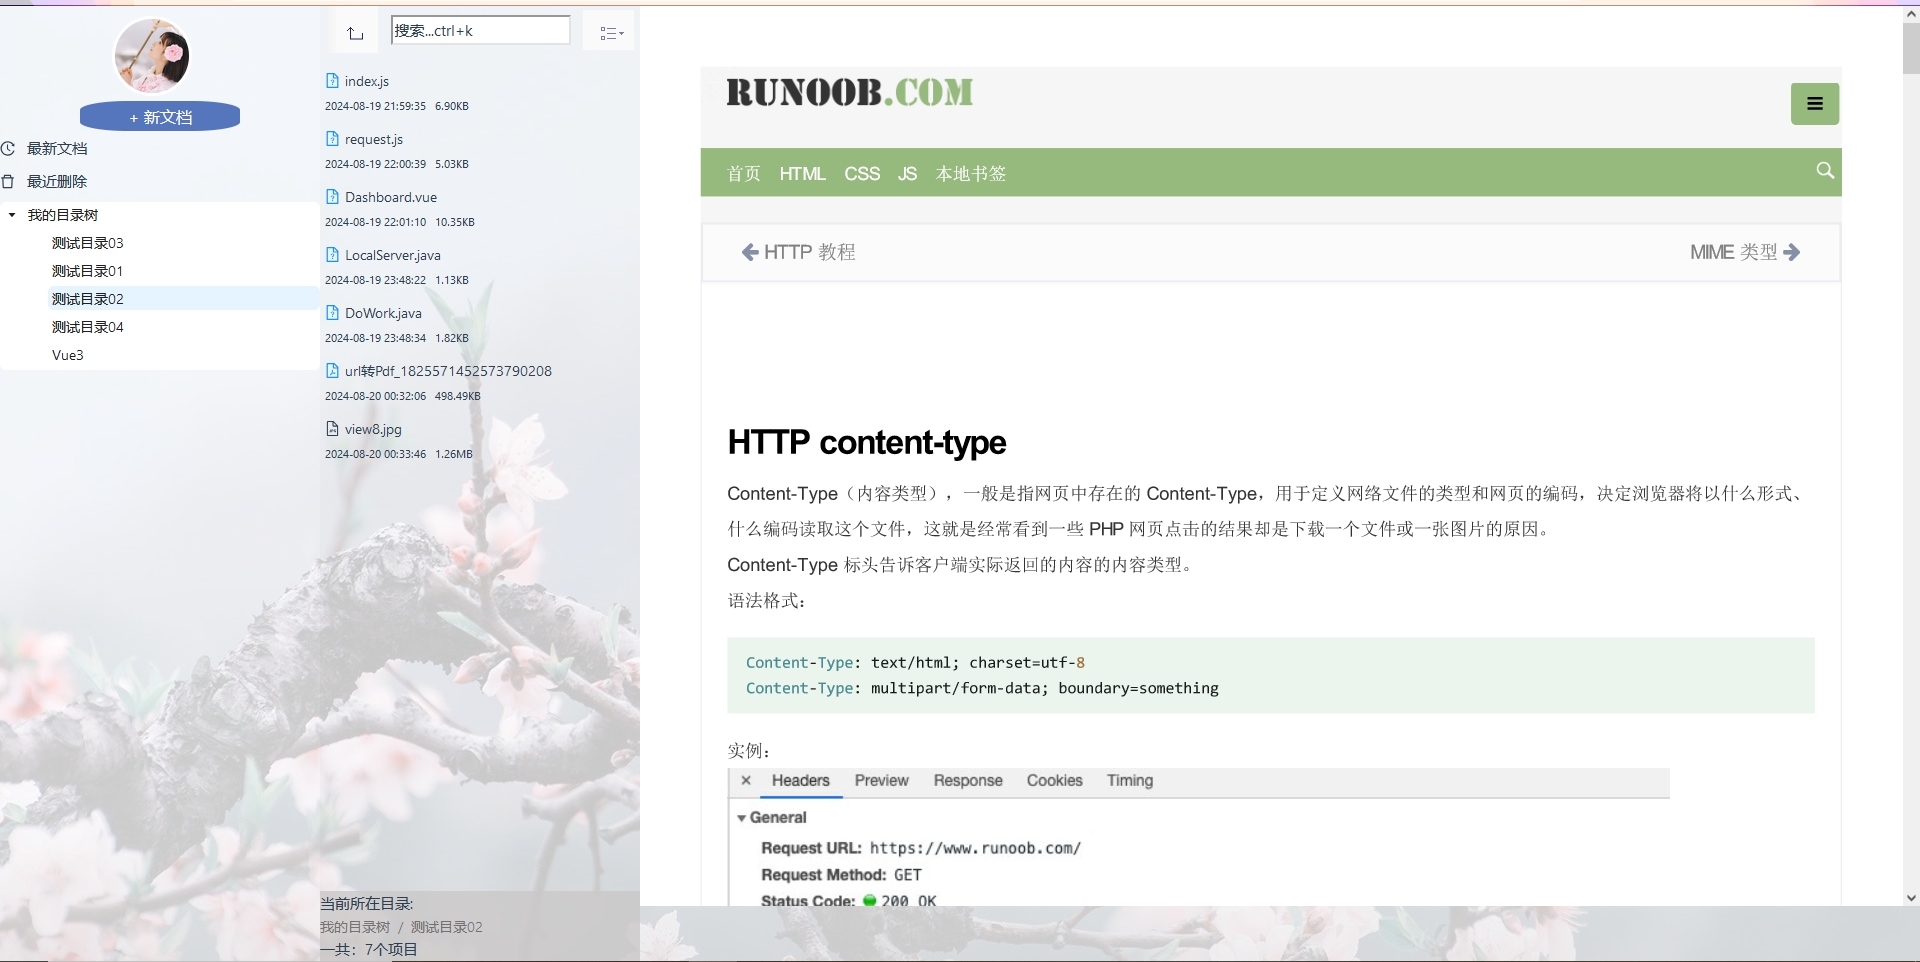 + 新文档
最新文档
最近删除
我的目录树
测试目录03
测试目录01
测试目录02
测试目录04
Vue3
搜索...ctrl+k
index.js
2024-08-19 21:59:35 6.90KB
request.js
2024-08-19 22:00:39 5.03KB
Dashboard.vue
2024-08-19 22:01:10 10.35KB
LocalServer.java
2024-08-19 23:48:22 1.13KB
DoWork.java
2024-08-19 23:48:34 1.82KB
url转Pdf_1825571452573790208
2024-08-20 00:32:06 498.49KB
view8.jpg
2024-08-20 00:33:46 1.26MB
当前所在目录:
我的目录树 / 测试目录02
一共：7个项目
RUNOOB.COM
首页 HTML CSS JS 本地书签
HTTP 教程
MIME 类型
HTTP content-type
Content-Type（内容类型），一般是指网页中存在的 Content-Type，用于定义网络文件的类型和网页的编码，决定浏览器将以什么形式、
什么编码读取这个文件，这就是经常看到一些 PHP 网页点击的结果却是下载一个文件或一张图片的原因。
Content-Type 标头告诉客户端实际返回的内容的内容类型。
语法格式：
Content-Type: text/html; charset=utf-8
Content-Type: multipart/form-data; boundary=something
实例：
× Headers Preview Response Cookies Timing
General
Request URL: https://www.runoob.com/
Request Method: GET
Status Code: 200 OK